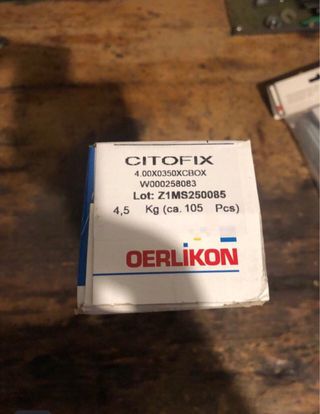 CITOFIX
4.00X0350XCBOX
W000258083
Lot: Z1MS250085
4,5 Kg (ca. 105 Pcs)
OERLIKON